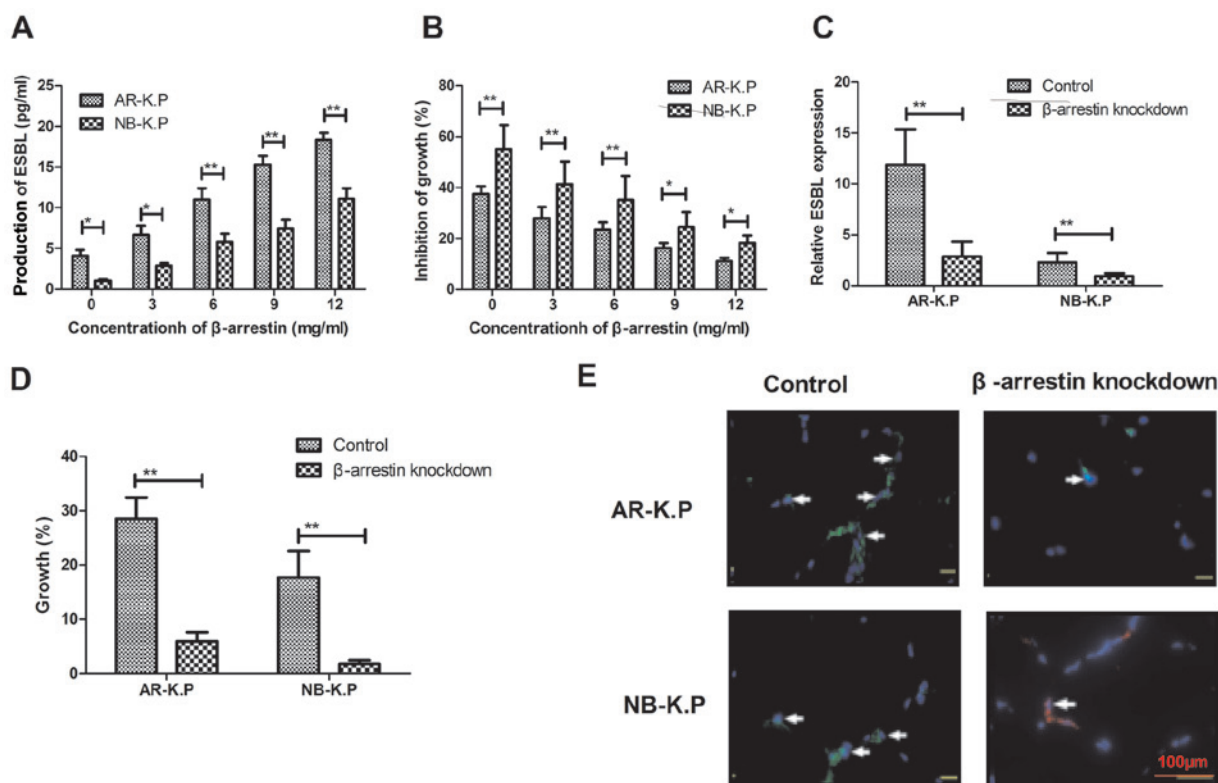 A
Production of ESBL (pg/ml)
25
20
15
10
5
0
AR-K.P
NB-K.P
*
*
**
**
**
0 3 6 9 12
Concentrationh of β-arrestin (mg/ml)
B
Inhibition of growth (%)
80
60
40
20
0
AR-K.P
NB-K.P
**
**
**
*
*
0 3 6 9 12
Concentrationh of β-arrestin (mg/ml)
C
Relative ESBL expression
20
15
10
5
0
Control
β-arrestin knockdown
**
**
AR-K.P NB-K.P
D
Growth (%)
40
30
20
10
0
Control
β-arrestin knockdown
**
**
AR-K.P NB-K.P
E
Control β -arrestin knockdown
AR-K.P
NB-K.P
100μm